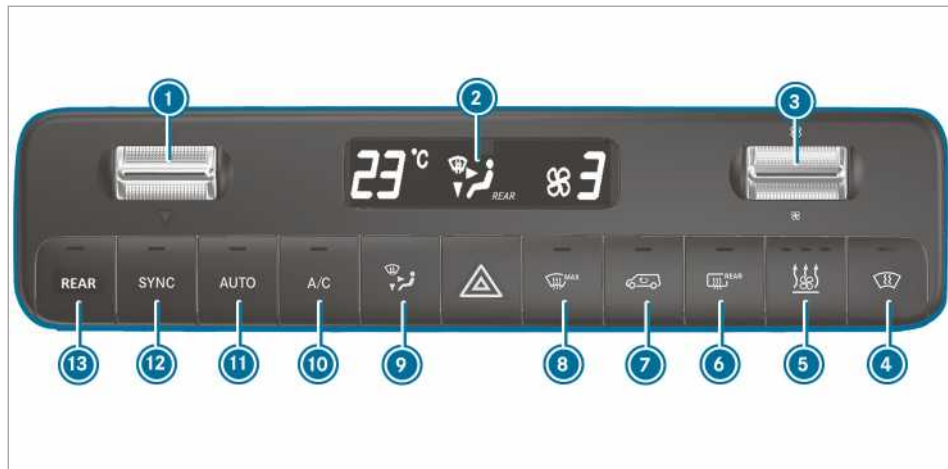 1 2 3
23 °C REAR 3
REAR SYNC AUTO A/C MAX REAR
13 12 11 10 9 8 7 6 5 4